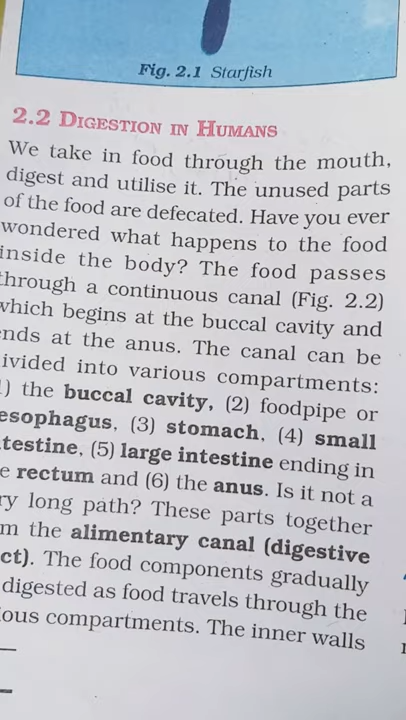 Fig. 2.1 Starfish
2.2 DIGESTION IN HUMANS
We take in food through the mouth,
digest and utilise it. The unused parts
of the food are defecated. Have you ever
wondered what happens to the food
inside the body? The food passes
through a continuous canal (Fig. 2.2)
which begins at the buccal cavity and
nds at the anus. The canal can be
ivided into various compartments:
) the buccal cavity, (2) foodpipe or
esophagus, (3) stomach, (4) small
testine, (5) large intestine ending in
e rectum and (6) the anus. Is it not a
ry long path? These parts together
m the alimentary canal (digestive
ct). The food components gradually
digested as food travels through the
ious compartments. The inner walls